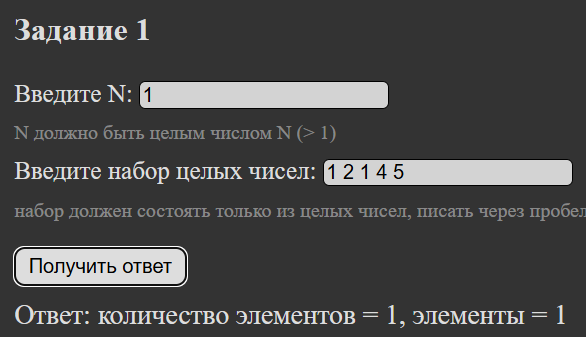 Задание 1
Введите N: 1
N должно быть целым числом N (> 1)
Введите набор целых чисел: 1 2 1 4 5
набор должен состоять только из целых чисел, писать через
Получить ответ
Ответ: количество элементов = 1, элементы = 1